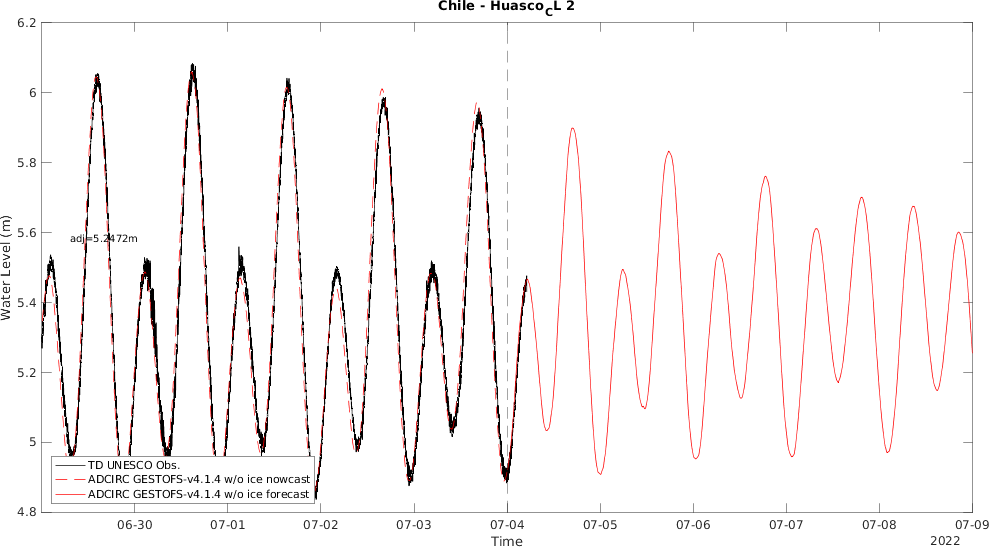 Chile - Huasco_CL 2
Water Level (m)
6.2
6
5.8
5.6
5.4
5.2
5
4.8
adj=5.2472m
TD UNESCO Obs.
ADCIRC GESTOFS-v4.1.4 w/o ice nowcast
ADCIRC GESTOFS-v4.1.4 w/o ice forecast
06-30 07-01 07-02 07-03 07-04 07-05 07-06 07-07 07-08 07-09
Time
2022